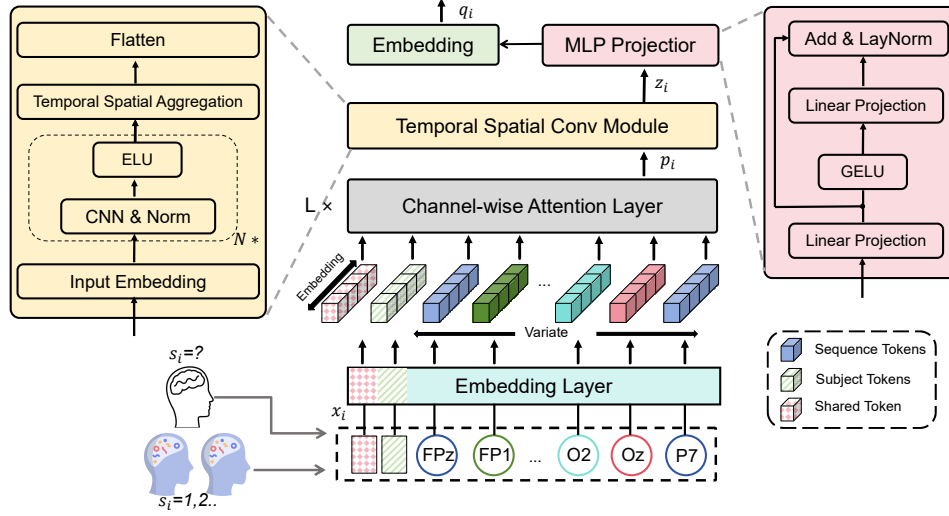 Flatten
Temporal Spatial Aggregation
ELU
CNN & Norm
N *
Input Embedding
q_i
Embedding
MLP Projectior
z_i
Temporal Spatial Conv Module
p_i
L ×
Channel-wise Attention Layer
Embedding
...
Variate
Embedding Layer
x_i
FPz
FP1
...
O2
Oz
P7
s_i=?
s_i=1,2..
Add & LayNorm
Linear Projection
GELU
Linear Projection
Sequence Tokens
Subject Tokens
Shared Token